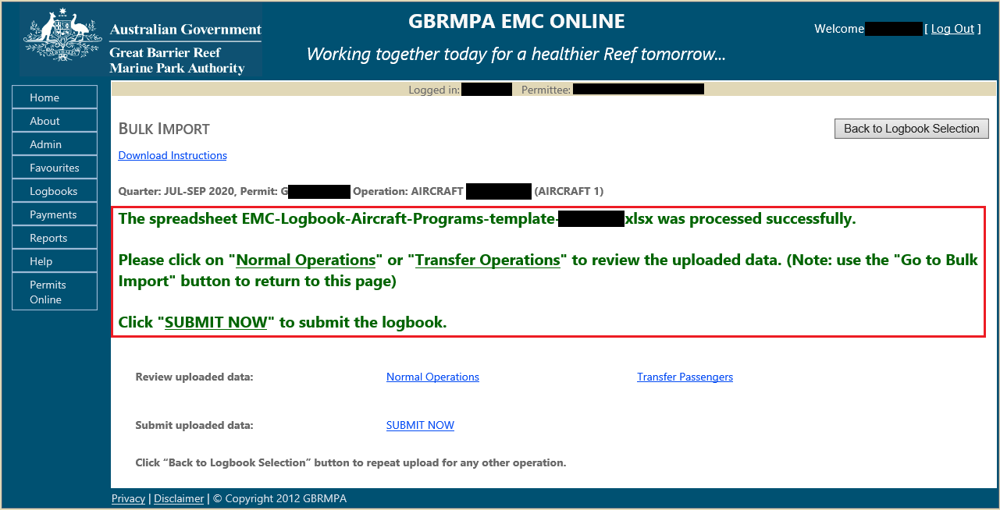 Australian Government
Great Barrier Reef
Marine Park Authority
GBRMPA EMC ONLINE
Working together today for a healthier Reef tomorrow...
Welcome [ Log Out ]
Logged in: Permittee:
Home
About
Admin
Favourites
Logbooks
Payments
Reports
Help
Permits
Online
BULK IMPORT
Back to Logbook Selection
Download Instructions
Quarter: JUL-SEP 2020, Permit: G Operation: AIRCRAFT (AIRCRAFT 1)
The spreadsheet EMC-Logbook-Aircraft-Programs-template- xlsx was processed successfully.
Please click on "Normal Operations" or "Transfer Operations" to review the uploaded data. (Note: use the "Go to Bulk
Import" button to return to this page)
Click "SUBMIT NOW" to submit the logbook.
Review uploaded data: Normal Operations Transfer Passengers
Submit uploaded data: SUBMIT NOW
Click “Back to Logbook Selection” button to repeat upload for any other operation.
Privacy | Disclaimer | © Copyright 2012 GBRMPA